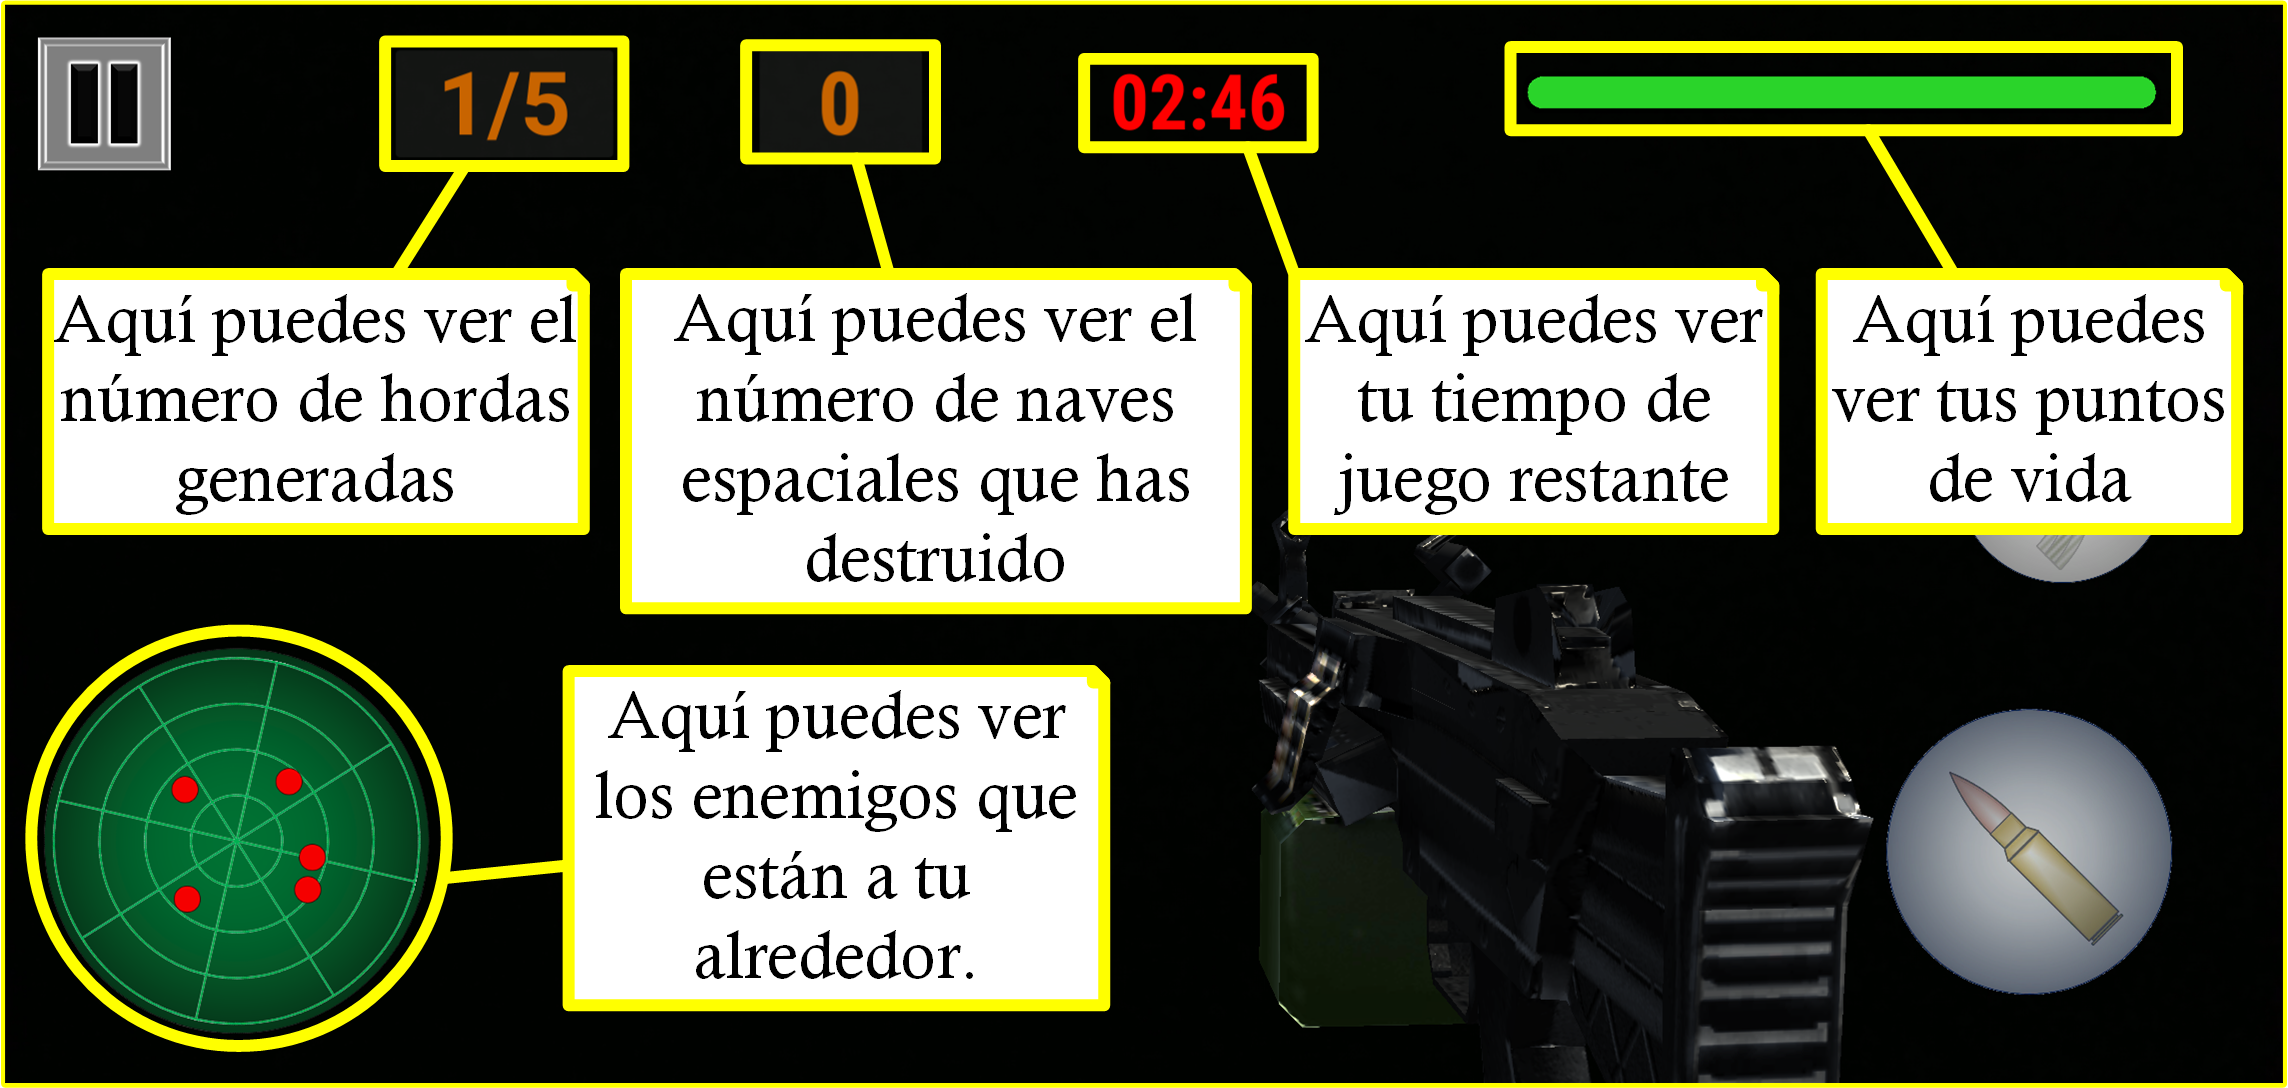 1/5
0
02:46
Aquí puedes ver el
número de hordas
generadas
Aquí puedes ver el
número de naves
espaciales que has
destruido
Aquí puedes ver
tu tiempo de
juego restante
Aquí puedes
ver tus puntos
de vida
Aquí puedes ver
los enemigos que
están a tu
alrededor.